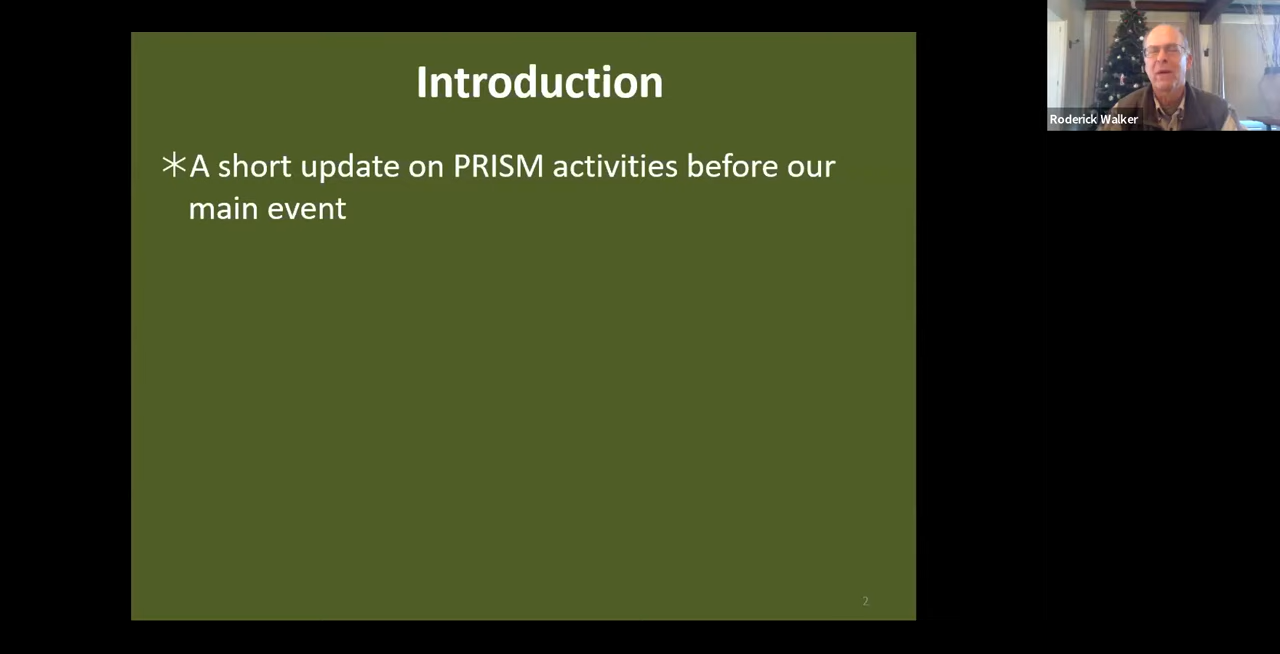 Introduction
✳A short update on PRISM activities before our
main event
2
Roderick Walker